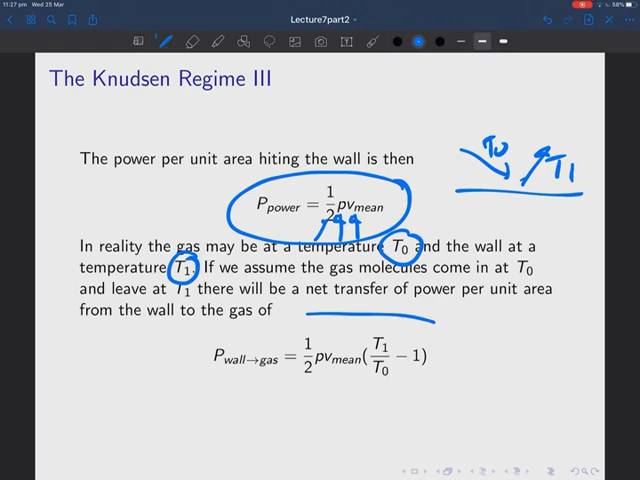 11:27 pm Wed 25 Mar
58%
Lecture7part2
The Knudsen Regime III
The power per unit area hiting the wall is then
P_power = 1/2 pv_mean
T0
T1
In reality the gas may be at a temperature T_0 and the wall at a
temperature T_1. If we assume the gas molecules come in at T_0
and leave at T_1 there will be a net transfer of power per unit area
from the wall to the gas of
P_wall→gas = 1/2 pv_mean(T_1/T_0 − 1)